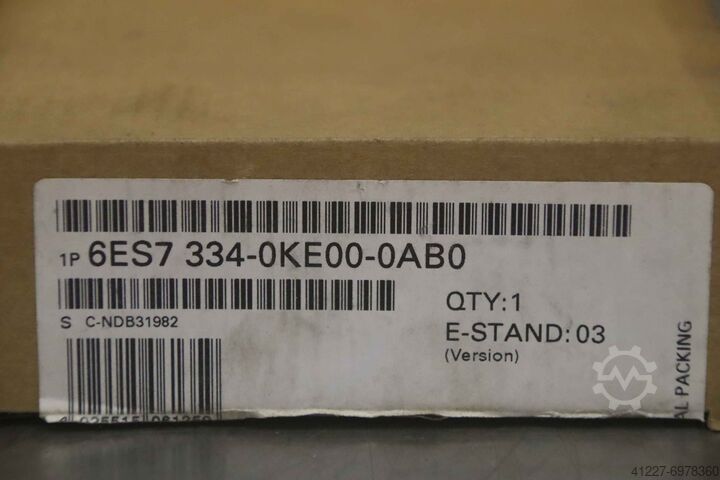 1P 6ES7 334-0KE00-0AB0
S C-NDB31982
QTY:1
E-STAND: 03
(Version)
AL PACKING
41227-6978360